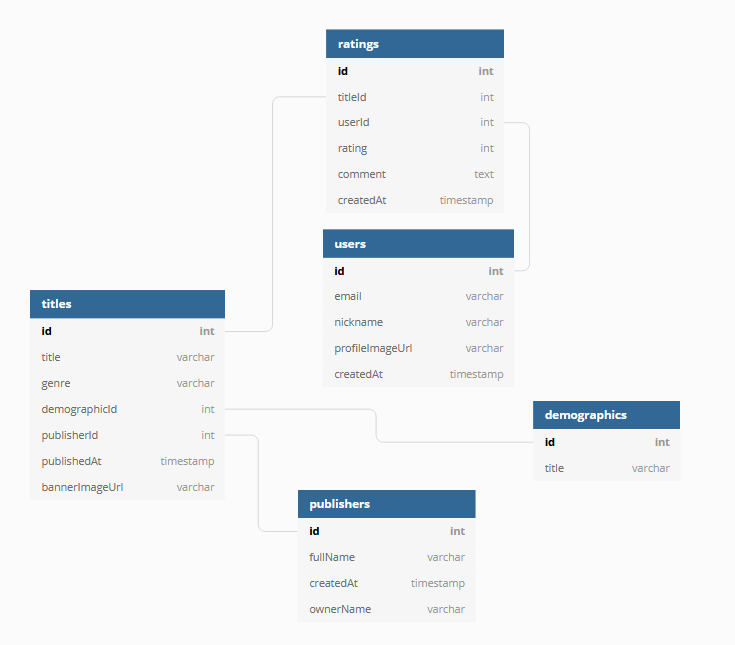 ratings
id int
titleId int
userId int
rating int
comment text
createdAt timestamp
users
id int
email varchar
nickname varchar
profileImageUrl varchar
createdAt timestamp
titles
id int
title varchar
genre varchar
demographicId int
publisherId int
publishedAt timestamp
bannerImageUrl varchar
demographics
id int
title varchar
publishers
id int
fullName varchar
createdAt timestamp
ownerName varchar